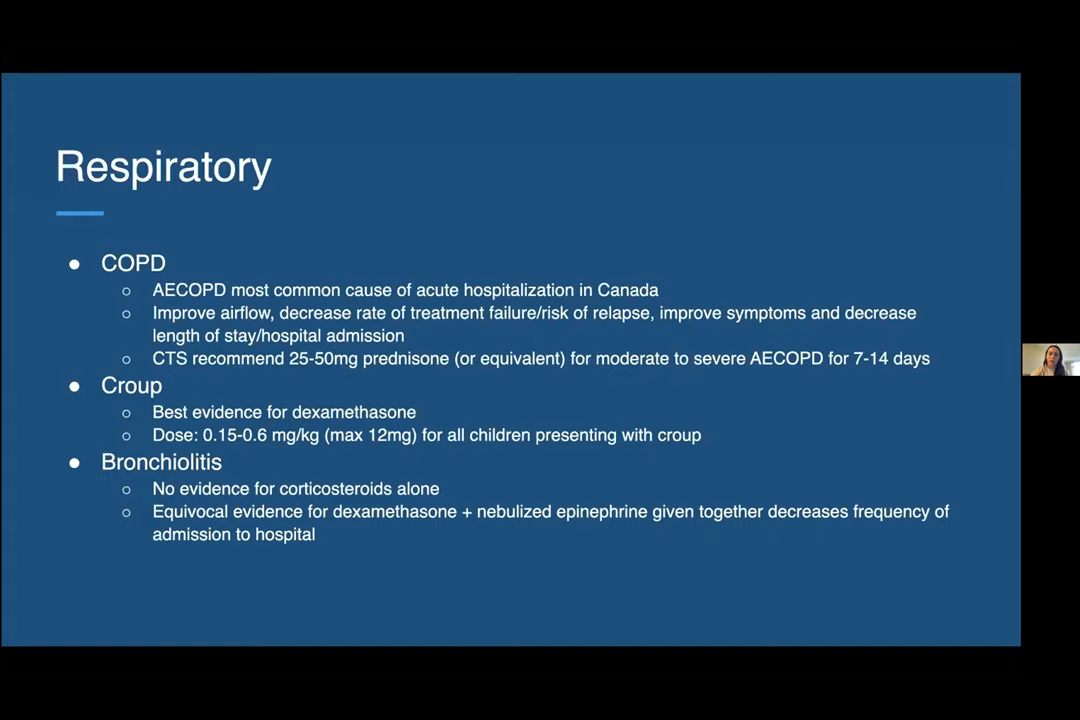 Respiratory
● COPD
○ AECOPD most common cause of acute hospitalization in Canada
○ Improve airflow, decrease rate of treatment failure/risk of relapse, improve symptoms and decrease
length of stay/hospital admission
○ CTS recommend 25-50mg prednisone (or equivalent) for moderate to severe AECOPD for 7-14 days
● Croup
○ Best evidence for dexamethasone
○ Dose: 0.15-0.6 mg/kg (max 12mg) for all children presenting with croup
● Bronchiolitis
○ No evidence for corticosteroids alone
○ Equivocal evidence for dexamethasone + nebulized epinephrine given together decreases frequency of
admission to hospital